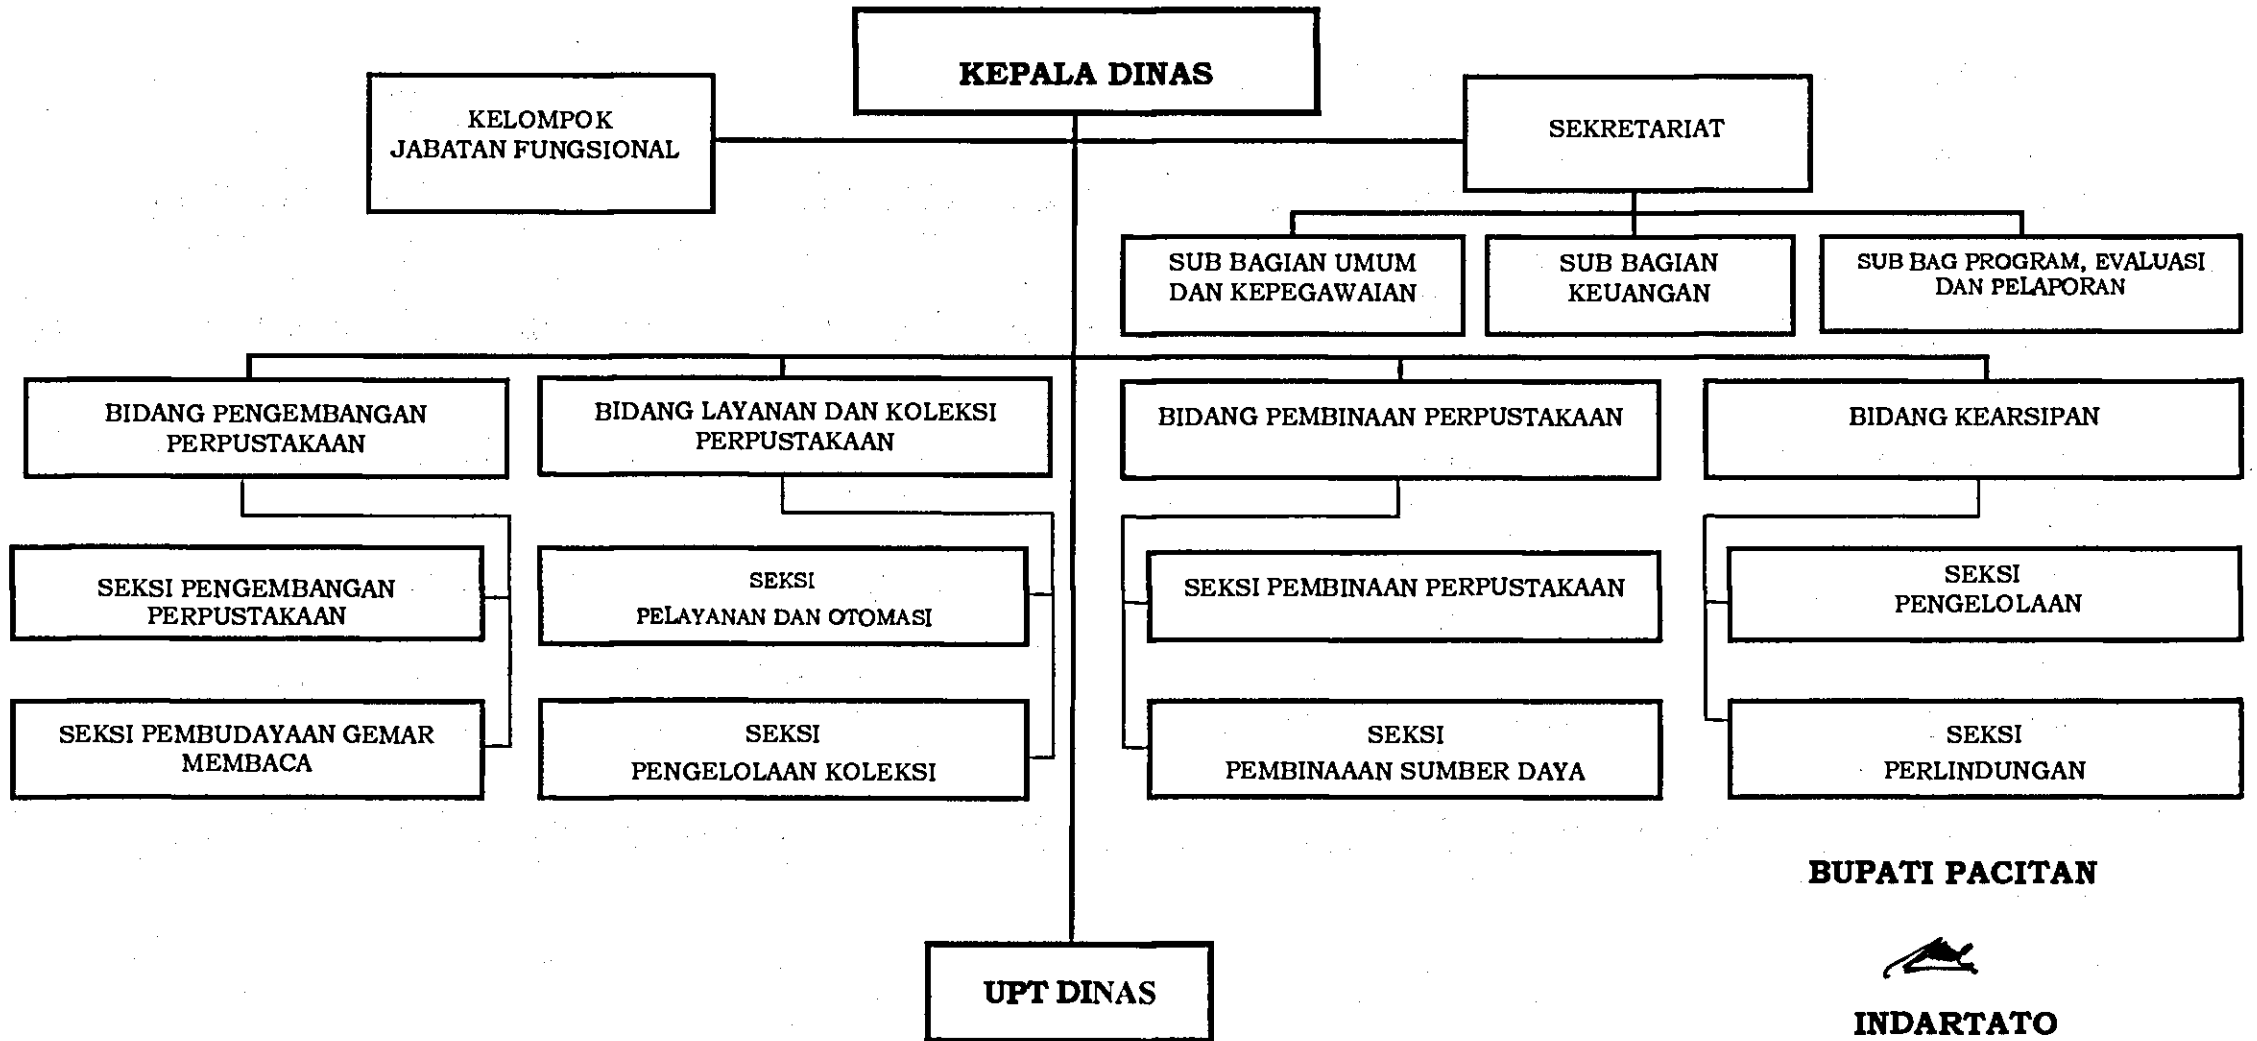 KEPALA DINAS
KELOMPOK
JABATAN FUNGSIONAL
SEKRETARIAT
SUB BAGIAN UMUM
DAN KEPEGAWAIAN
SUB BAGIAN
KEUANGAN
SUB BAG PROGRAM, EVALUASI
DAN PELAPORAN
BIDANG PENGEMBANGAN
PERPUSTAKAAN
BIDANG LAYANAN DAN KOLEKSI
PERPUSTAKAAN
BIDANG PEMBINAAN PERPUSTAKAAN
BIDANG KEARSIPAN
SEKSI PENGEMBANGAN
PERPUSTAKAAN
SEKSI
PELAYANAN DAN OTOMASI
SEKSI PEMBINAAN PERPUSTAKAAN
SEKSI
PENGELOLAAN
SEKSI PEMBUDAYAAN GEMAR
MEMBACA
SEKSI
PENGELOLAAN KOLEKSI
SEKSI
PEMBINAAAN SUMBER DAYA
SEKSI
PERLINDUNGAN
BUPATI PACITAN
UPT DINAS
INDARTATO